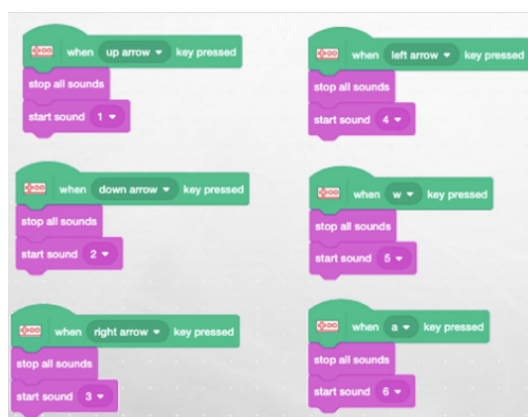 when up arrow key pressed
stop all sounds
start sound 1
when left arrow key pressed
stop all sounds
start sound 4
when down arrow key pressed
stop all sounds
start sound 2
when w key pressed
stop all sounds
start sound 5
when right arrow key pressed
stop all sounds
start sound 3
when a key pressed
stop all sounds
start sound 6